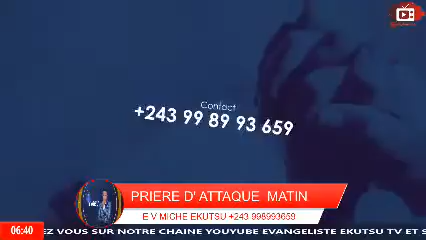 Contact
+243 99 89 93 659
PRIERE D' ATTAQUE MATIN
E V MICHE EKUTSU +243 998993659
06:40
EZ VOUS SUR NOTRE CHAINE YOUYUBE EVANGELISTE EKUTSU TV ET S